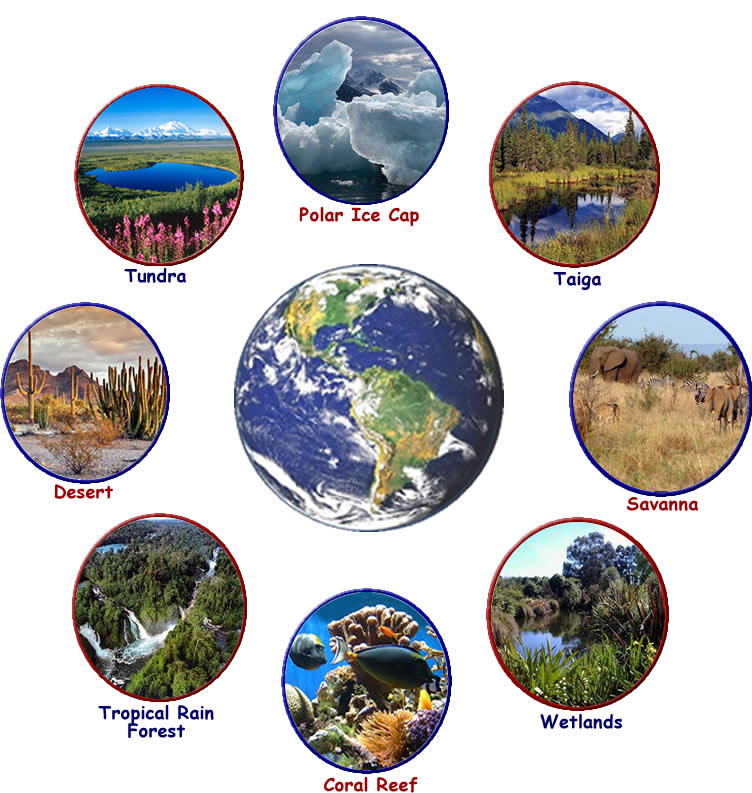 Polar Ice Cap
Tundra
Taiga
Desert
Savanna
Tropical Rain
Forest
Wetlands
Coral Reef